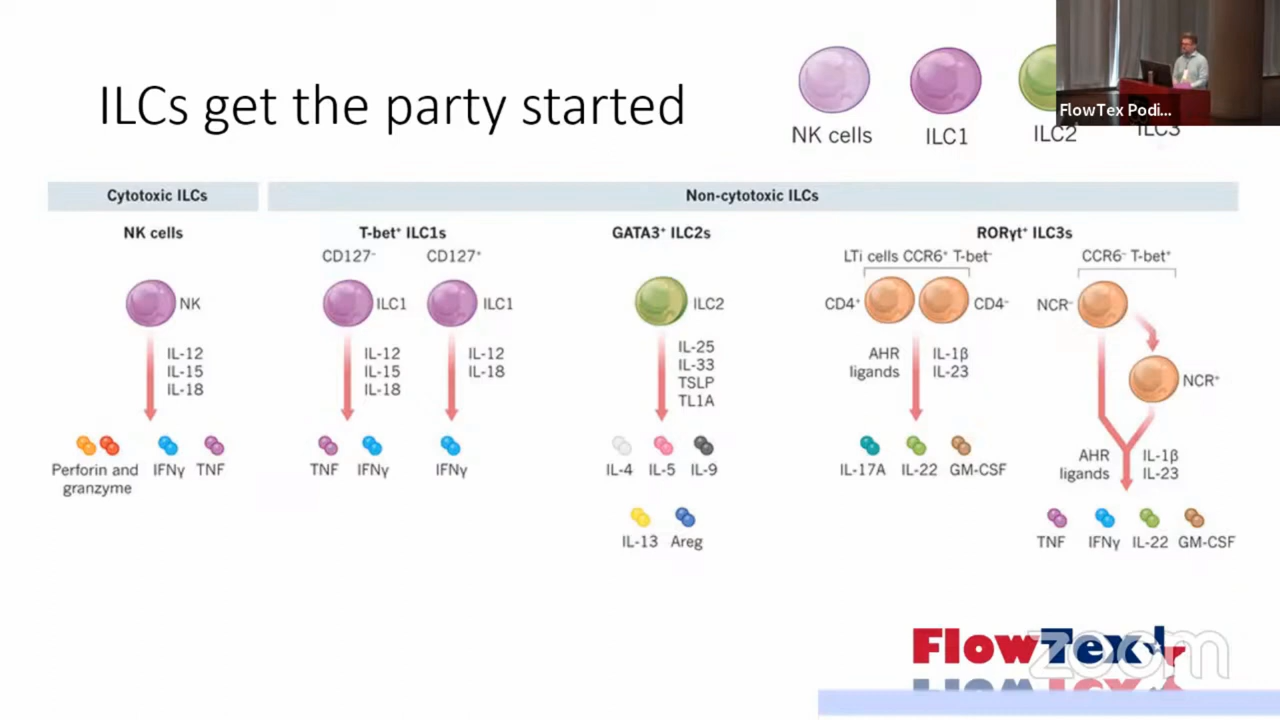 ILCs get the party started
NK cells
ILC1
ILC2
ILC3
FlowTex Podi...
Cytotoxic ILCs
Non-cytotoxic ILCs
NK cells
T-bet⁺ ILC1s
GATA3⁺ ILC2s
RORγt⁺ ILC3s
CD127⁻
CD127⁺
LTi cells CCR6⁺ T-bet⁻
CCR6⁻ T-bet⁺
NK
ILC1
ILC1
ILC2
CD4⁺
CD4⁻
NCR⁻
NCR⁺
IL-12
IL-15
IL-18
IL-12
IL-15
IL-18
IL-12
IL-18
IL-25
IL-33
TSLP
TL1A
AHR
ligands
IL-1β
IL-23
AHR
ligands
IL-1β
IL-23
Perforin and
granzyme
IFNγ
TNF
TNF
IFNγ
IFNγ
IL-4
IL-5
IL-9
IL-13
Areg
IL-17A
IL-22
GM-CSF
TNF
IFNγ
IL-22
GM-CSF
FlowTex
zoom